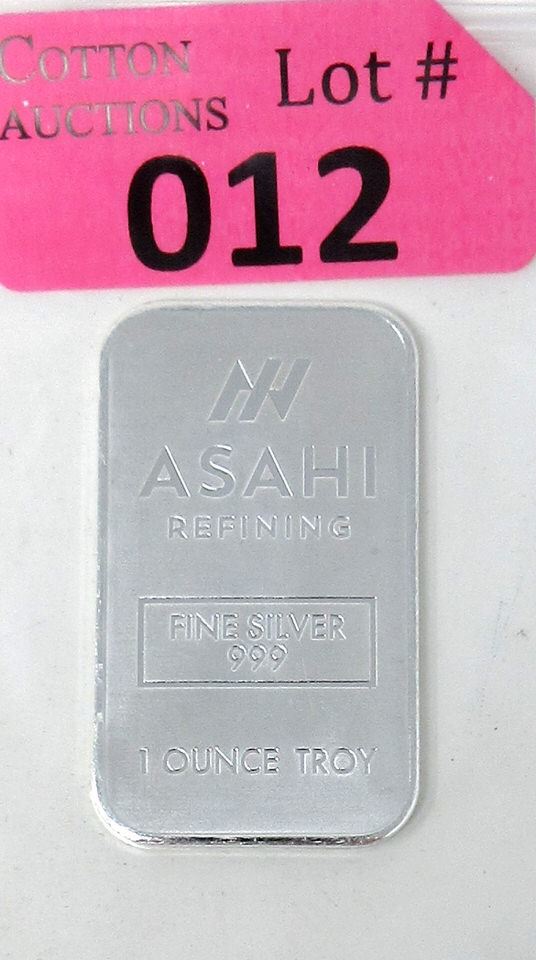 COTTON
AUCTIONS
Lot #
012
ASAHI
REFINING
FINE SILVER
999
1 OUNCE TROY